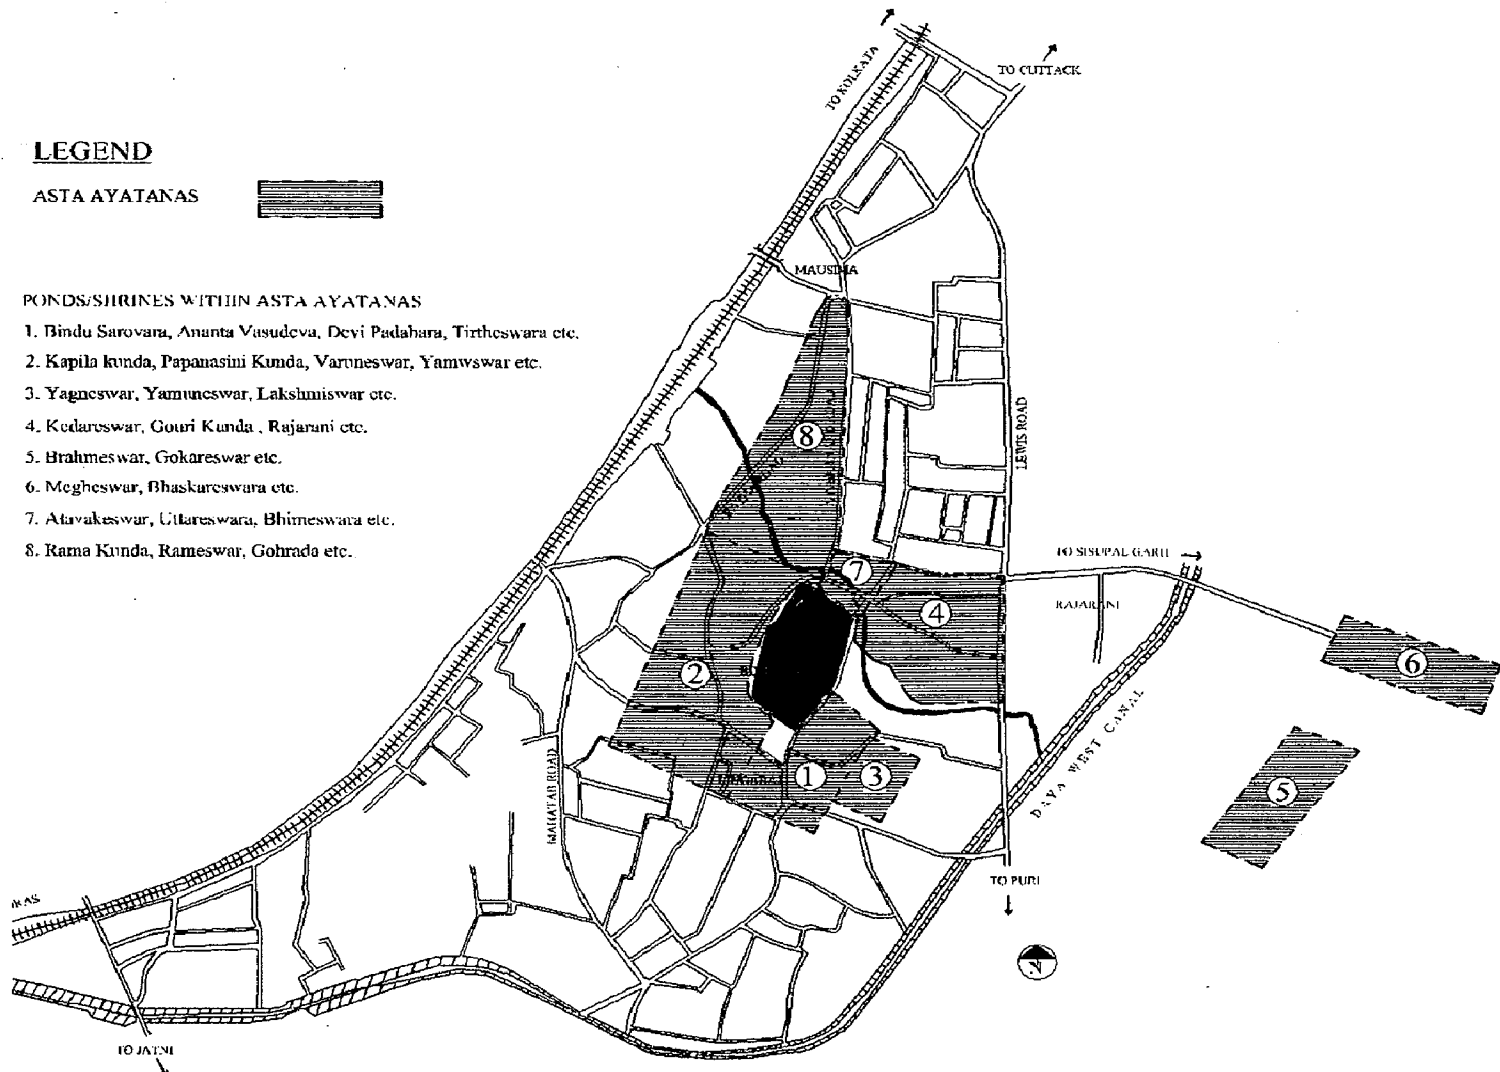 TO KOLKATA
TO CUTTACK
LEGEND
ASTA AYATANAS
MAUSIMA
PONDS/SHRINES WITHIN ASTA AYATANAS
1. Bindu Sarovara, Ananta Vasudeva, Devi Padahara, Tirtheswara etc.
2. Kapila kunda, Papanasini Kunda, Varuneswar, Yamwswar etc.
3. Yagneswar, Yamuneswar, Lakshmiswar etc.
4. Kedareswar, Gouri Kunda , Rajarani etc.
5. Brahmeswar, Gokareswar etc.
6. Megheswar, Bhaskareswara etc.
7. Atavakeswar, Uttareswara, Bhimeswara etc.
8. Rama Kunda, Rameswar, Gohrada etc.
LEWIS ROAD
8
TO SISUPAL GARH
7
4
RAJARANI
6
2
DAYA WEST CANAL
MAHATAB ROAD
1
3
5
TO PURI
N
TO JATNI